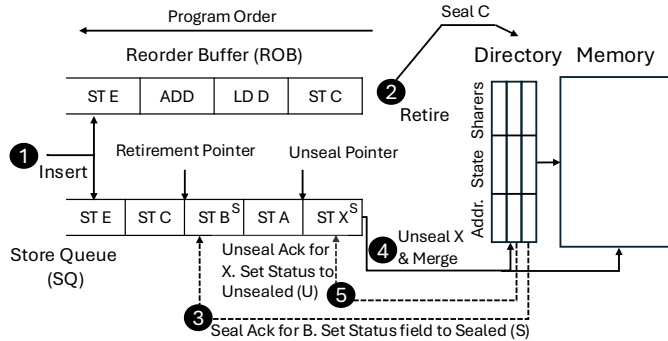 Program Order
Seal C
Reorder Buffer (ROB)
Directory
Memory
ST E
ADD
LD D
ST C
2
Retire
Sharers
State
Addr.
1
Insert
Retirement Pointer
Unseal Pointer
ST E
ST C
ST B S
ST A
ST X S
Store Queue
(SQ)
Unseal Ack for
X. Set Status to
Unsealed (U)
4
Unseal X
& Merge
5
3
Seal Ack for B. Set Status field to Sealed (S)